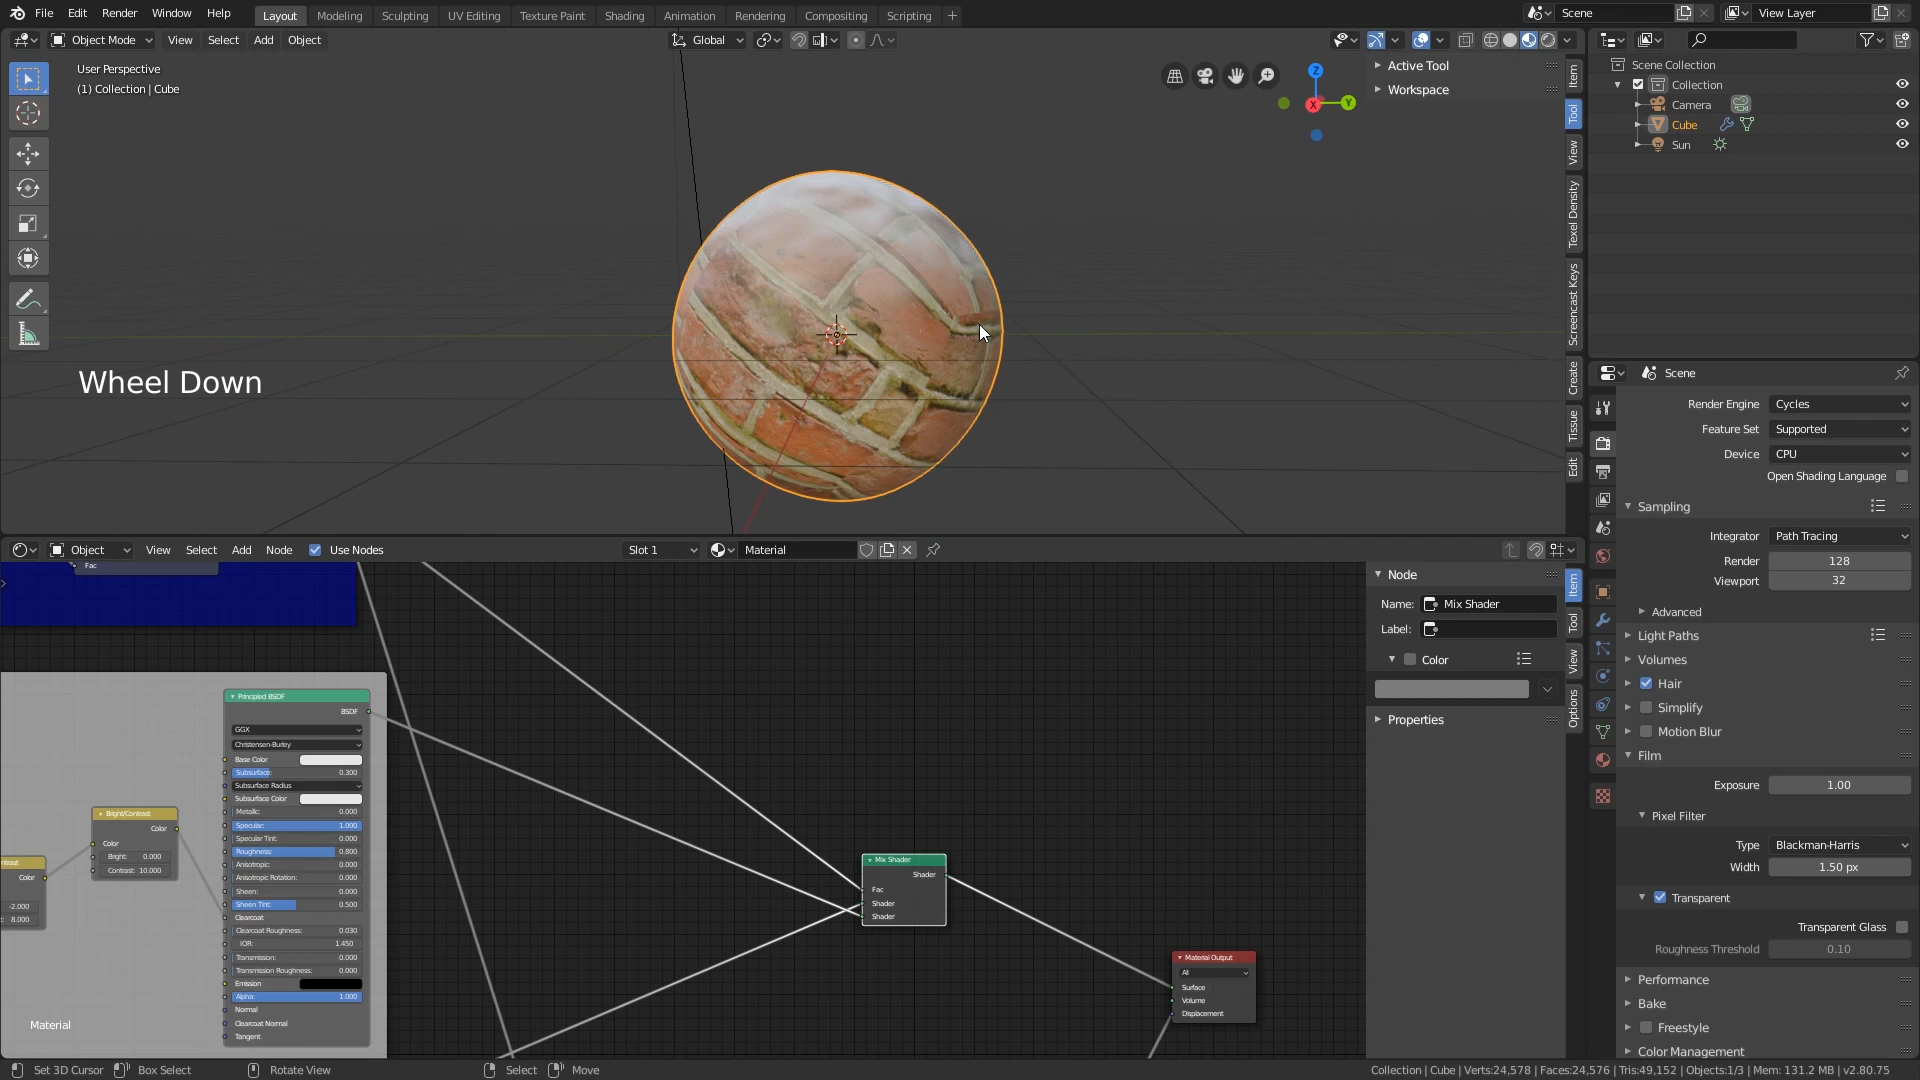 File Edit Render Window Help Layout Modeling Sculpting UV Editing Texture Paint Shading Animation Rendering Compositing Scripting + Scene View Layer
Object Mode View Select Add Object Global
User Perspective
(1) Collection | Cube
Wheel Down
Z
Y
X
Active Tool
Workspace
Item
Tool
View
Texel Density
Screencast Keys
Create
Tissue
Edit
Scene Collection
Collection
Camera
Cube
Sun
Scene
Render Engine Cycles
Feature Set Supported
Device CPU
Open Shading Language
Sampling
Integrator Path Tracing
Render 128
Viewport 32
Advanced
Light Paths
Volumes
Hair
Simplify
Motion Blur
Film
Exposure 1.00
Pixel Filter
Type Blackman-Harris
Width 1.50 px
Transparent
Transparent Glass
Roughness Threshold 0.10
Performance
Bake
Freestyle
Color Management
Object View Select Add Node Use Nodes Slot 1 Material
Fac
Principled BSDF
BSDF
GGX
Christensen-Burley
Base Color
Subsurface: 0.300
Subsurface Radius
Subsurface Color
Metallic: 0.000
Specular: 1.000
Specular Tint: 0.000
Roughness: 0.800
Anisotropic: 0.000
Anisotropic Rotation: 0.000
Sheen: 0.000
Sheen Tint: 0.500
Clearcoat
Clearcoat Roughness: 0.030
IOR: 1.450
Transmission: 0.000
Transmission Roughness: 0.000
Emission
Alpha: 1.000
Normal
Clearcoat Normal
Tangent
Bright/Contrast
Color
Color
Bright: 0.000
Contrast: 10.000
ntrast
Color
-2.000
t: 8.000
Material
Mix Shader
Shader
Fac
Shader
Shader
Material Output
All
Surface
Volume
Displacement
Node
Name: Mix Shader
Label:
Color
Properties
Item
Tool
View
Options
Set 3D Cursor Box Select Rotate View Select Move Collection | Cube | Verts:24,578 | Faces:24,576 | Tris:49,152 | Objects:1/3 | Mem: 131.2 MB | v2.80.75